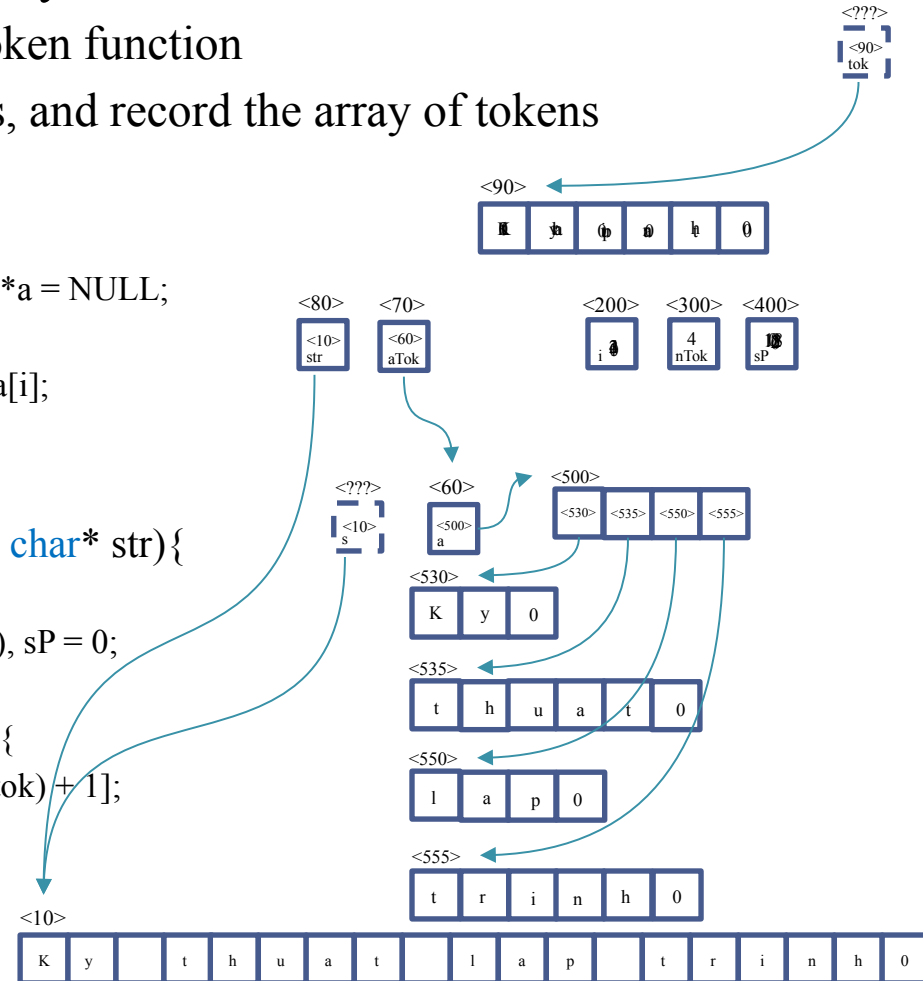 <???>
oken function
<90>
tok
s, and record the array of tokens
<90>
*a = NULL;
<80> <70> <200> <300> <400>
<10> <60> 4
str aTok i nTok sP
a[i];
<???> <60> <500>
<10> <500> <530> <535> <550> <555>
s a
char* str){
<530>
K y 0
), sP = 0;
<535>
t h u a t 0
{
<550>
ok) + 1];
l a p 0
<555>
t r i n h 0
<10>
K y t h u a t l a p t r i n h 0